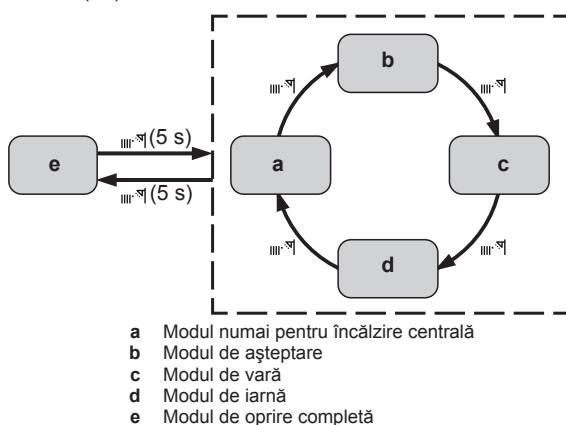 b
a
c
d
e
(5 s)
(5 s)
a Modul numai pentru încălzire centrală
b Modul de aşteptare
c Modul de vară
d Modul de iarnă
e Modul de oprire completă